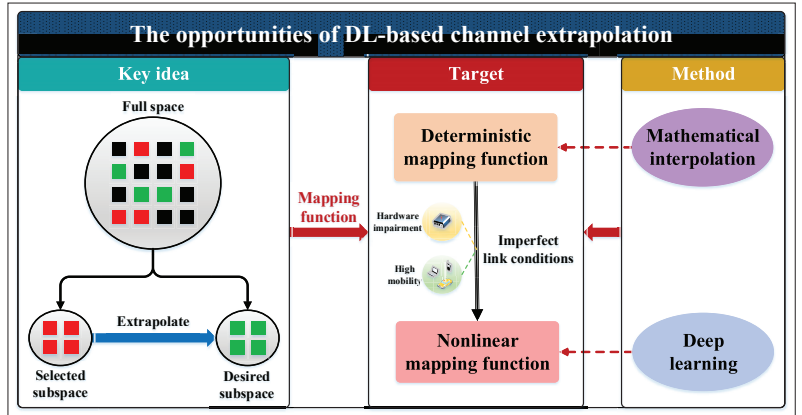 The opportunities of DL-based channel extrapolation
Key idea
Full space
Extrapolate
Selected
subspace
Desired
subspace
Mapping
function
Target
Deterministic
mapping function
Hardware
impairment
High
mobility
Imperfect
link conditions
Nonlinear
mapping function
Method
Mathematical
interpolation
Deep
learning